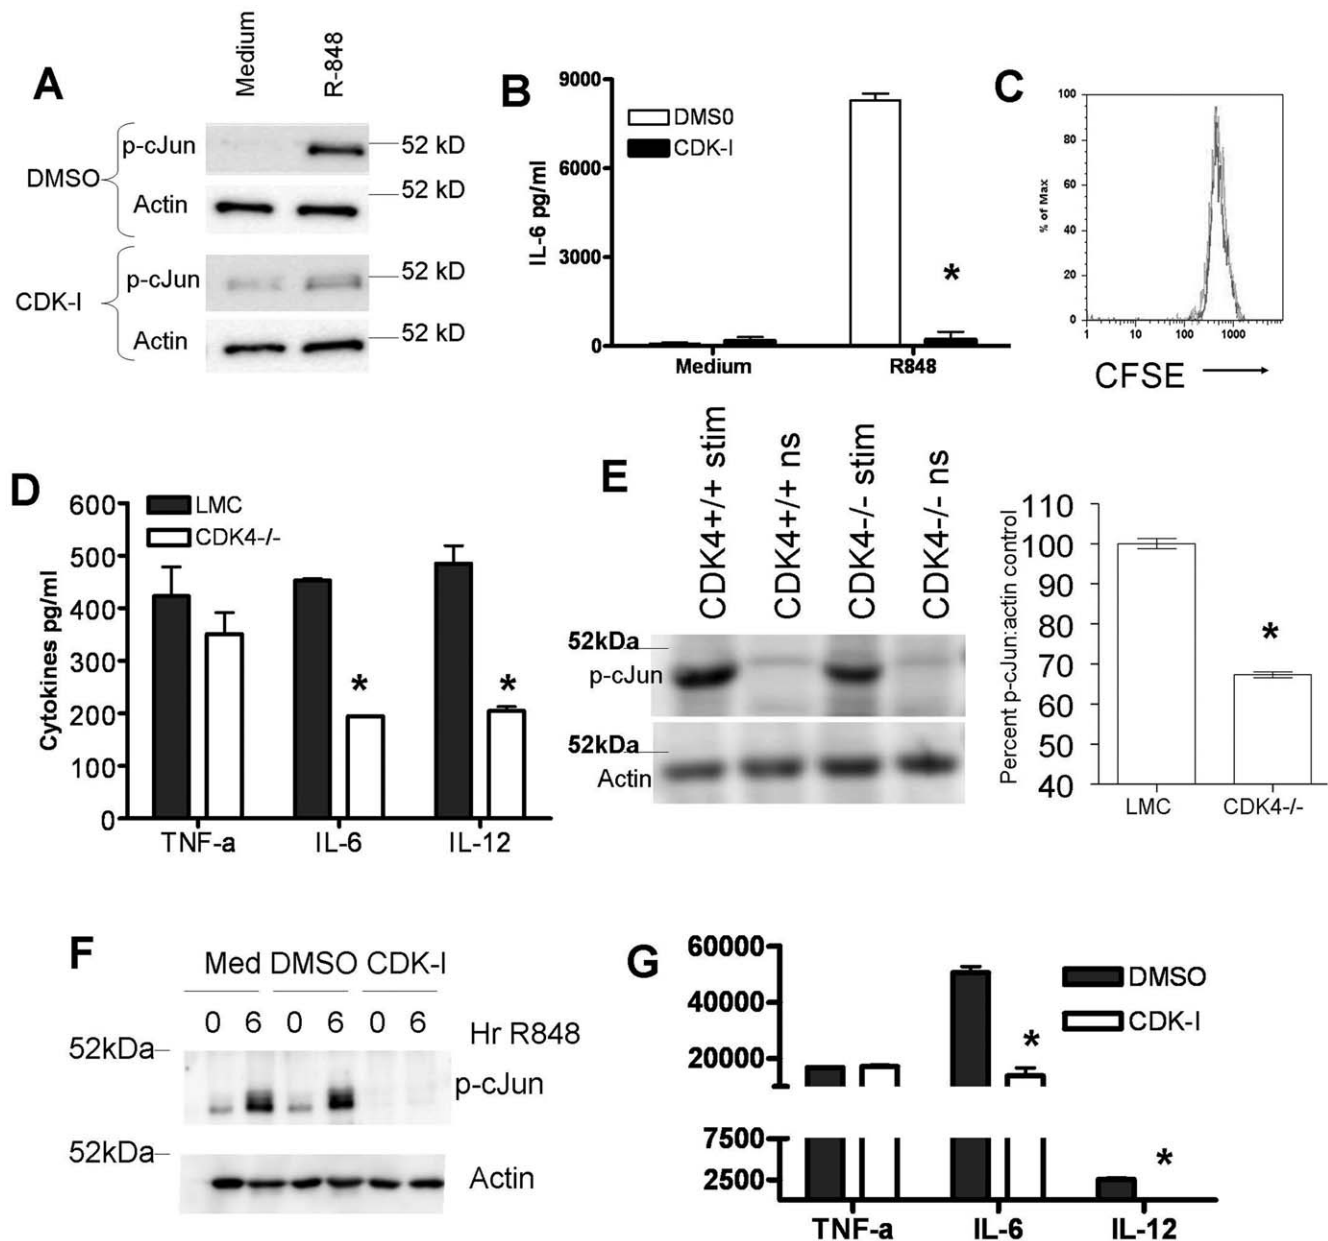 A
Medium
R-848
p-cJun
52 kD
DMSO
52 kD
Actin
p-cJun
52 kD
CDK-I
52 kD
Actin
B
IL-6 pg/ml
9000
6000
3000
0
DMS0
CDK-I
*
Medium
R848
C
% of Max
100
80
60
40
20
0
1
10
100
1000
CFSE
D
Cytokines pg/ml
600
500
400
300
200
100
0
LMC
CDK4-/-
*
*
TNF-a
IL-6
IL-12
E
CDK4+/+ stim
CDK4+/+ ns
CDK4-/- stim
CDK4-/- ns
52kDa
p-cJun
52kDa
Actin
Percent p-cJun:actin control
110
100
90
80
70
60
50
40
*
LMC
CDK4-/-
F
Med DMSO CDK-I
0 6 0 6 0 6
Hr R848
52kDa
p-cJun
52kDa
Actin
G
60000
40000
20000
7500
2500
DMSO
CDK-I
*
*
TNF-a
IL-6
IL-12